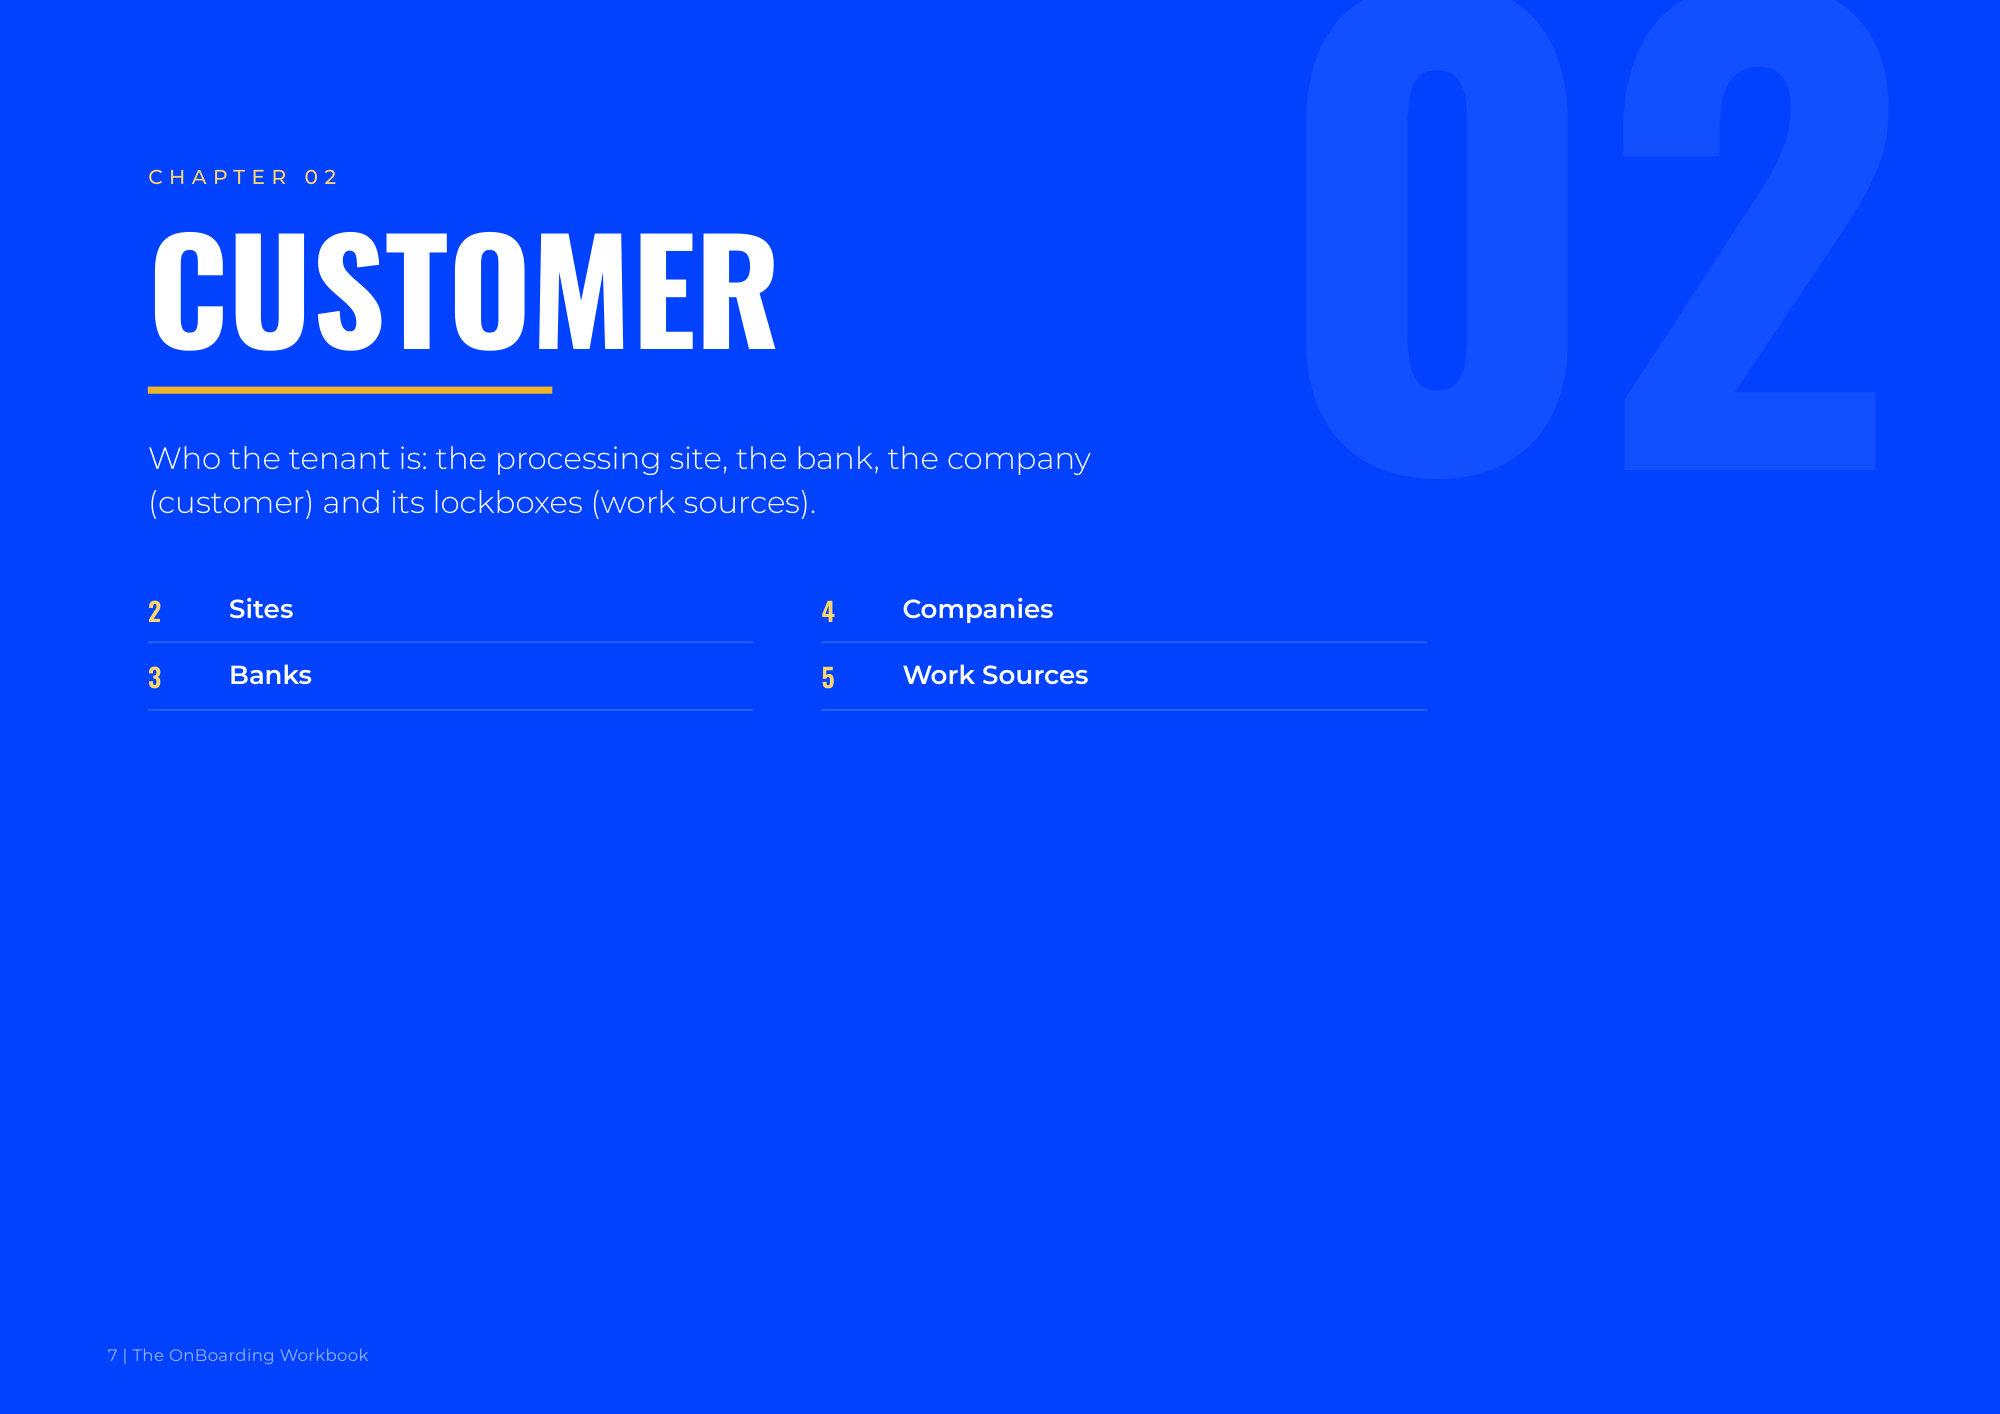 02
CHAPTER 02
CUSTOMER
Who the tenant is: the processing site, the bank, the company
(customer) and its lockboxes (work sources).
2 Sites
3 Banks
4 Companies
5 Work Sources
7 | The OnBoarding Workbook